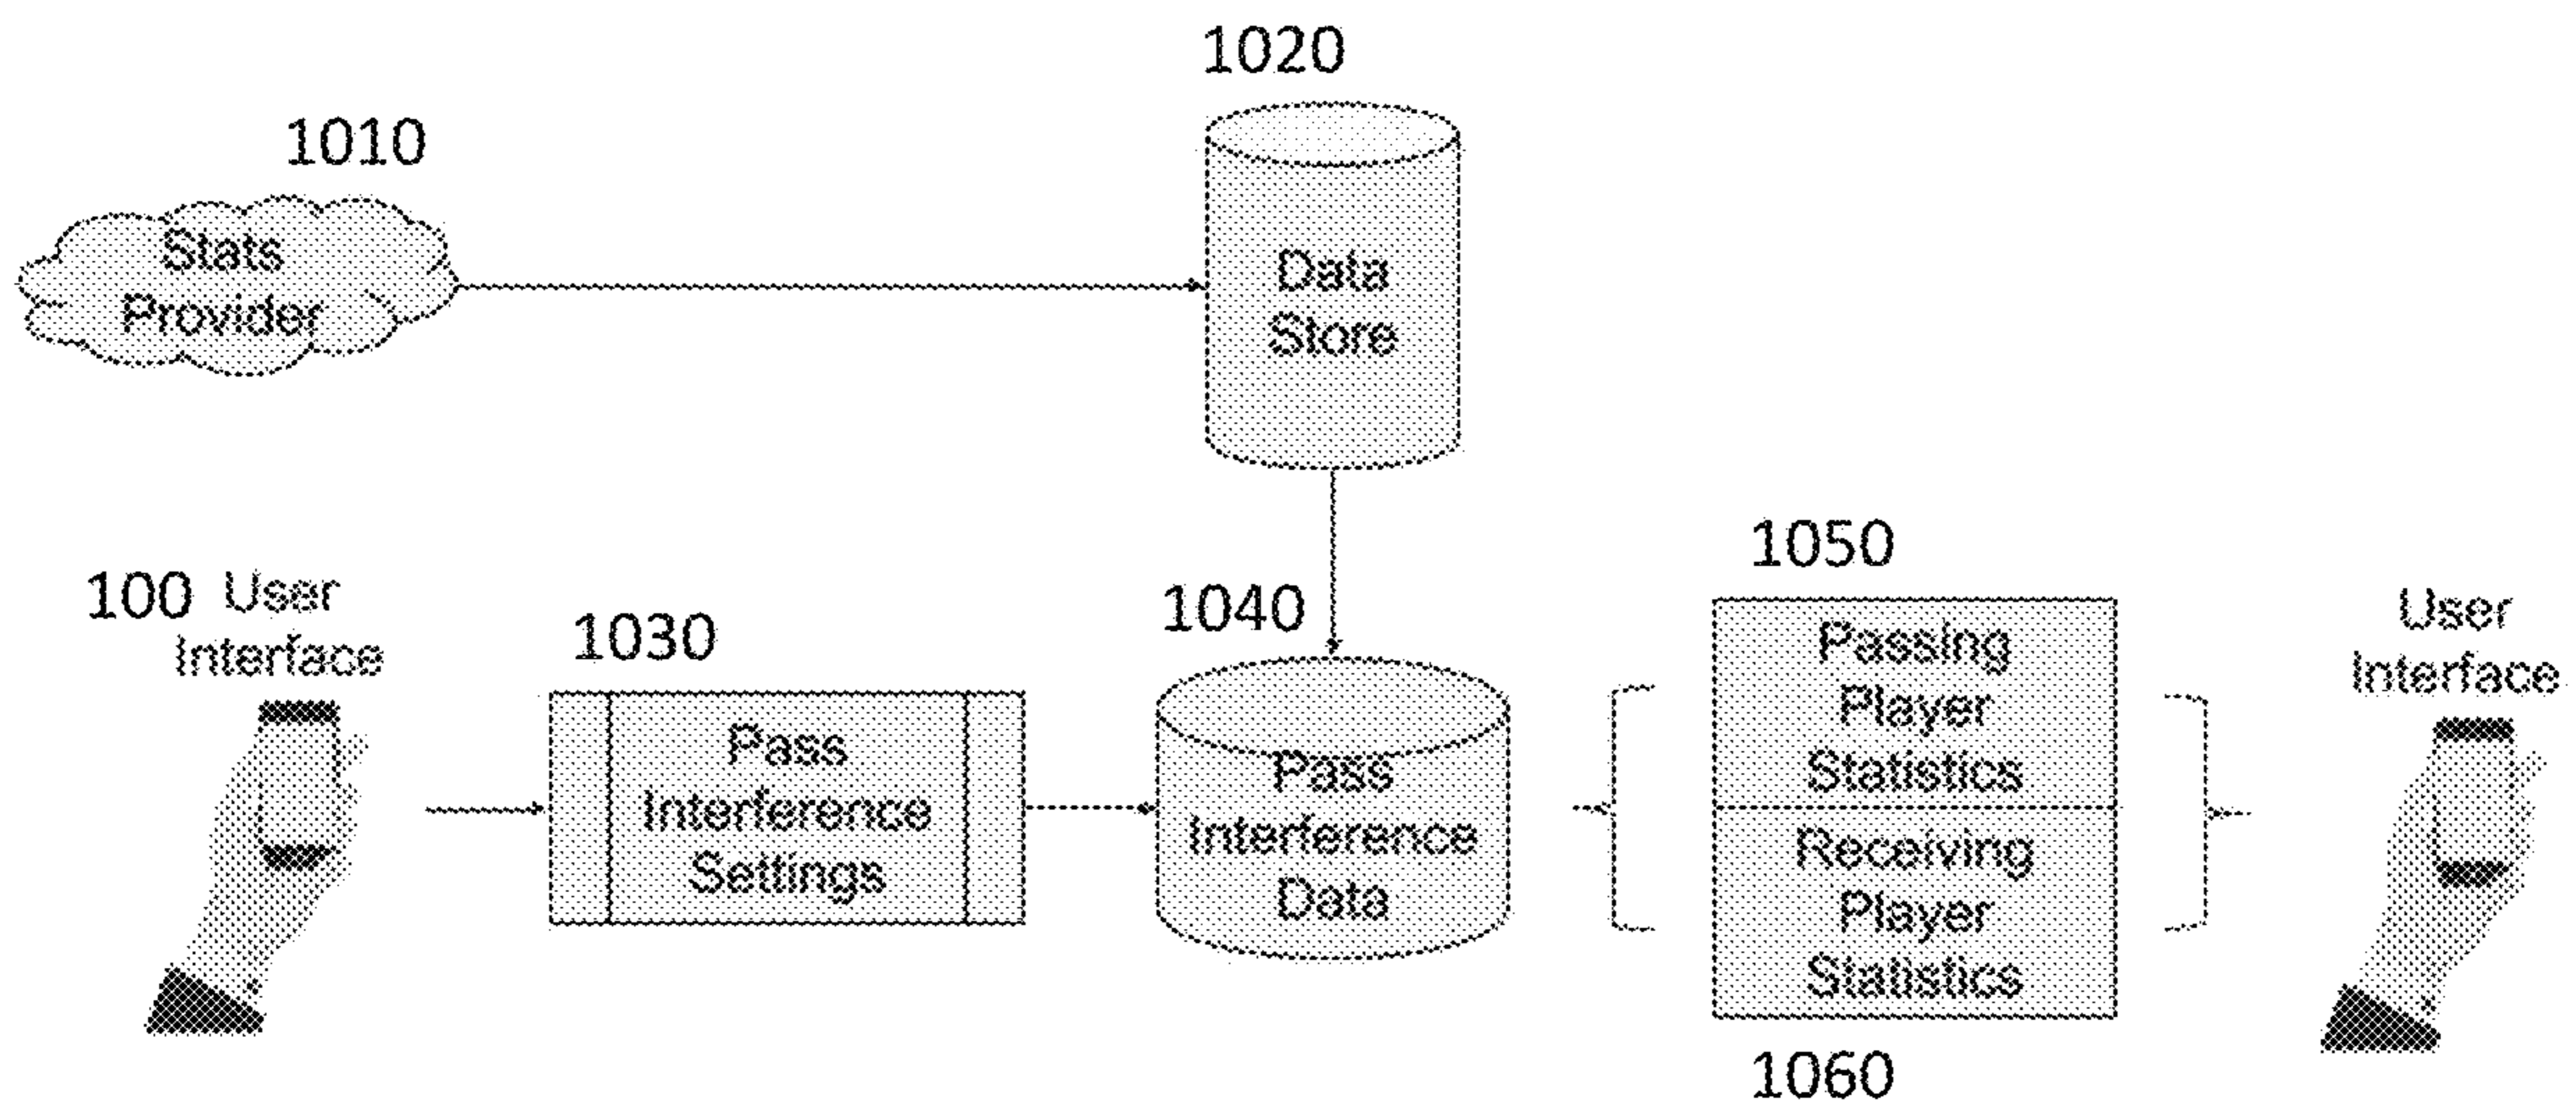 1020
1010
Stats
Provider
Data
Store
100 User
Interface
1030
Pass
Interference
Settings
1040
Pass
Interference
Data
1050
Passing
Player
Statistics
Receiving
Player
Statistics
1060
User
Interface